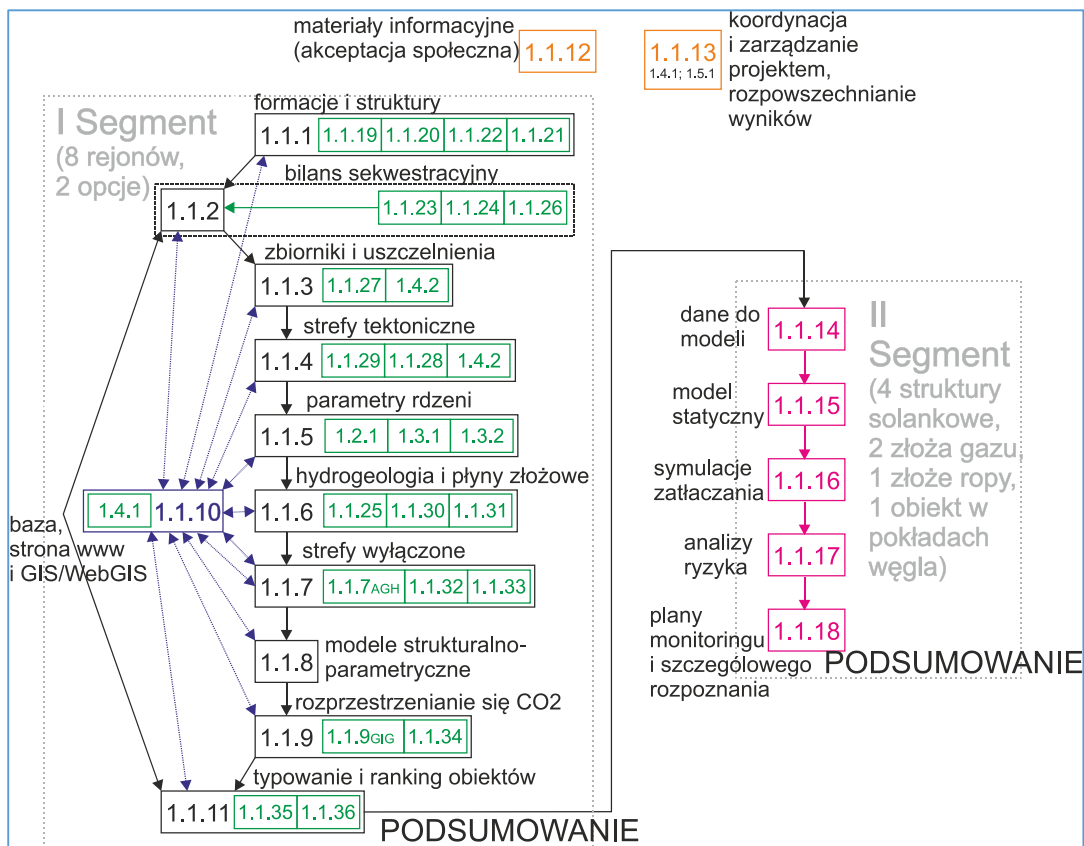 materiały informacyjne
(akceptacja społeczna)
1.1.12
1.1.13
1.4.1; 1.5.1
koordynacja
i zarządzanie
projektem,
rozpowszechnianie
wyników
I Segment
(8 rejonów,
2 opcje)
formacje i struktury
1.1.1 1.1.19 1.1.20 1.1.22 1.1.21
bilans sekwestracyjny
1.1.2 1.1.23 1.1.24 1.1.26
zbiorniki i uszczelnienia
1.1.3 1.1.27 1.4.2
strefy tektoniczne
1.1.4 1.1.29 1.1.28 1.4.2
parametry rdzeni
1.1.5 1.2.1 1.3.1 1.3.2
hydrogeologia i płyny złożowe
1.4.1 1.1.10 1.1.6 1.1.25 1.1.30 1.1.31
baza,
strona www
i GIS/WebGIS
strefy wyłączone
1.1.7 1.1.7AGH 1.1.32 1.1.33
1.1.8
modele strukturalno-
parametryczne
rozprzestrzenianie się CO2
1.1.9 1.1.9GIG 1.1.34
typowanie i ranking obiektów
1.1.11 1.1.35 1.1.36
PODSUMOWANIE
II
Segment
(4 struktury
solankowe,
2 złoża gazu,
1 złoże ropy,
1 obiekt w
pokładach
węgla)
dane do
modeli
1.1.14
model
statyczny
1.1.15
symulacje
zatłaczania
1.1.16
analizy
ryzyka
1.1.17
plany
monitoringu
i szczególowego
rozpoznania
1.1.18
PODSUMOWANIE